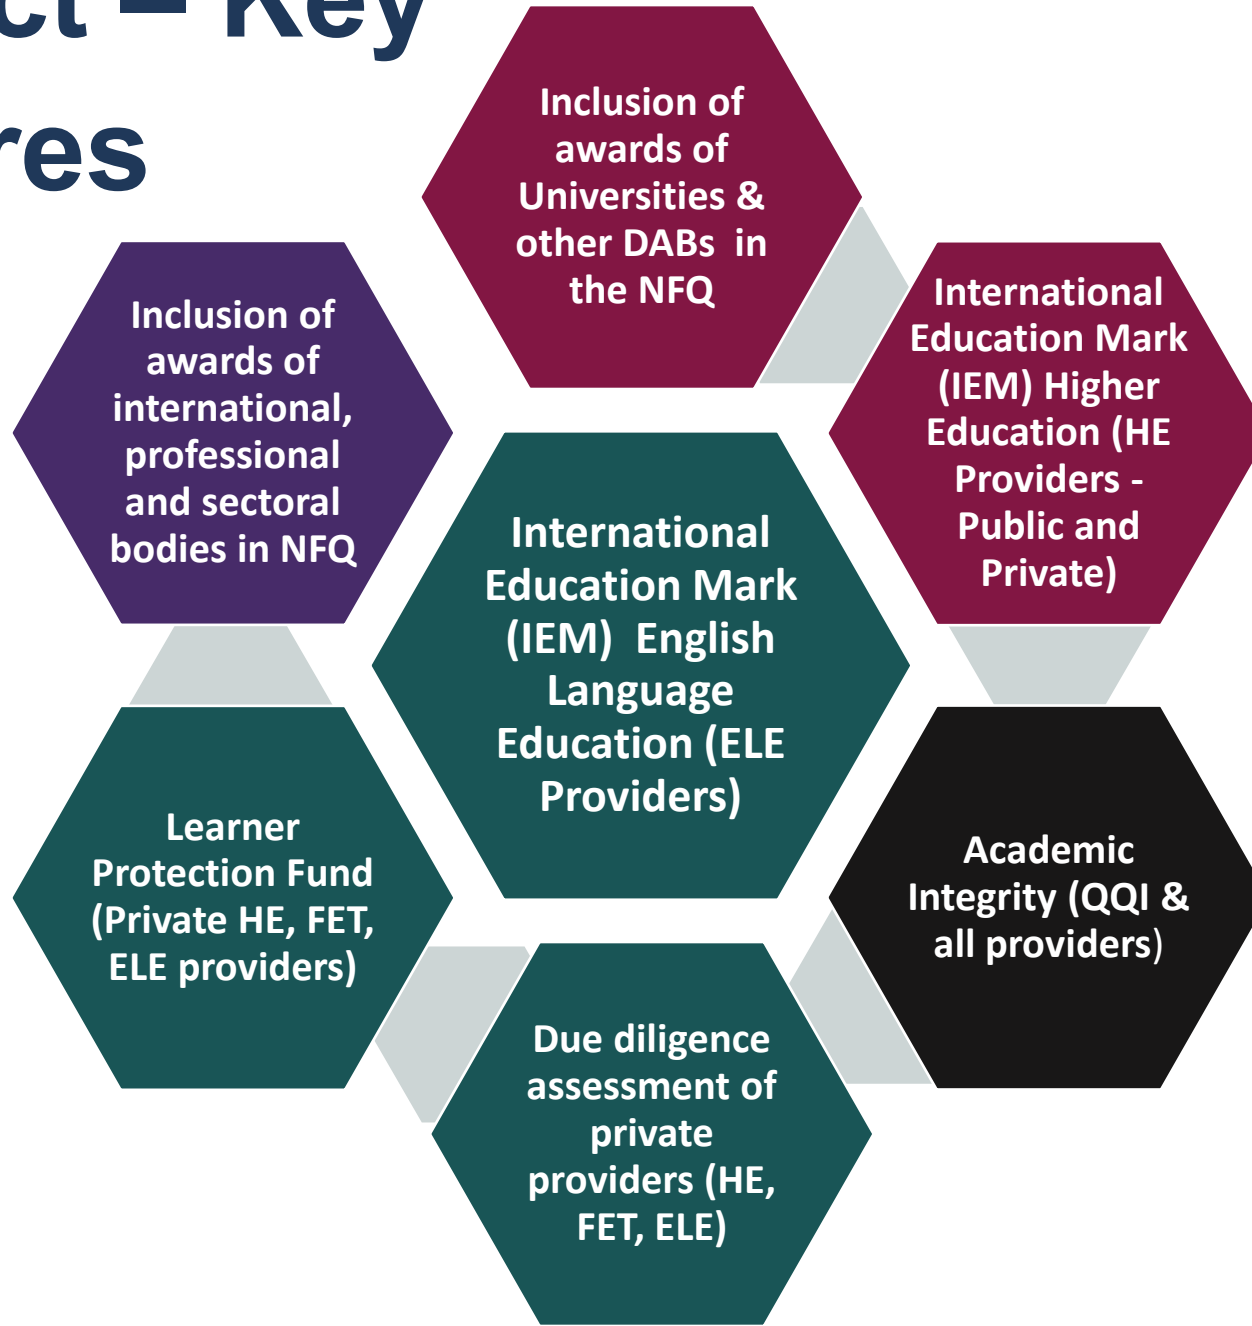 ct – Key
res
Inclusion of
awards of
Universities &
other DABs in
the NFQ
Inclusion of
awards of
international,
professional
and sectoral
bodies in NFQ
International
Education Mark
(IEM) Higher
Education (HE
Providers -
Public and
Private)
International
Education Mark
(IEM) English
Language
Education (ELE
Providers)
Learner
Protection Fund
(Private HE, FET,
ELE providers)
Academic
Integrity (QQI &
all providers)
Due diligence
assessment of
private
providers (HE,
FET, ELE)